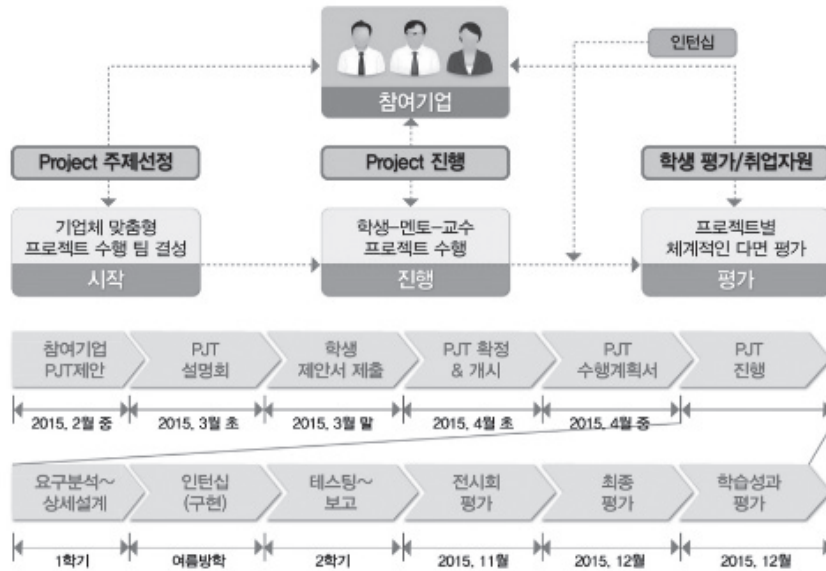 인턴십
참여기업
Project 주제선정
Project 진행
학생 평가/취업자원
기업체 맞춤형
프로젝트 수행 팀 결성
시작
학생-멘토-교수
프로젝트 수행
진행
프로젝트별
체계적인 다면 평가
평가
참여기업
PJT제안
PJT
설명회
학생
제안서 제출
PJT 확정
& 개시
PJT
수행계획서
PJT
진행
2015. 2월 중
2015. 3월 초
2015. 3월 말
2015. 4월 초
2015. 4월 중
요구분석~
상세설계
인턴십
(구현)
테스팅~
보고
전시회
평가
최종
평가
학습성과
평가
1학기
여름방학
2학기
2015. 11월
2015. 12월
2015. 12월